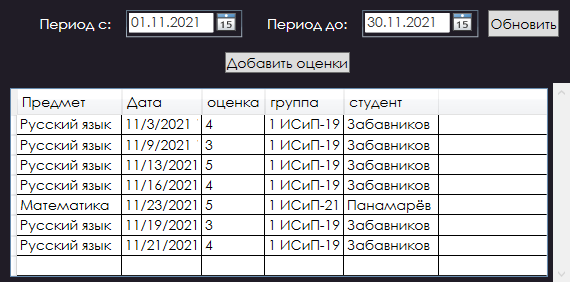 Период с: 01.11.2021 15 Период до: 30.11.2021 15 Обновить
Добавить оценки
Предмет Дата оценка группа студент
Русский язык 11/3/2021 4 1 ИСиП-19 Забавников
Русский язык 11/9/2021 3 1 ИСиП-19 Забавников
Русский язык 11/13/2021 5 1 ИСиП-19 Забавников
Русский язык 11/16/2021 4 1 ИСиП-19 Забавников
Математика 11/23/2021 5 1 ИСиП-21 Панамарёв
Русский язык 11/19/2021 3 1 ИСиП-19 Забавников
Русский язык 11/21/2021 4 1 ИСиП-19 Забавников